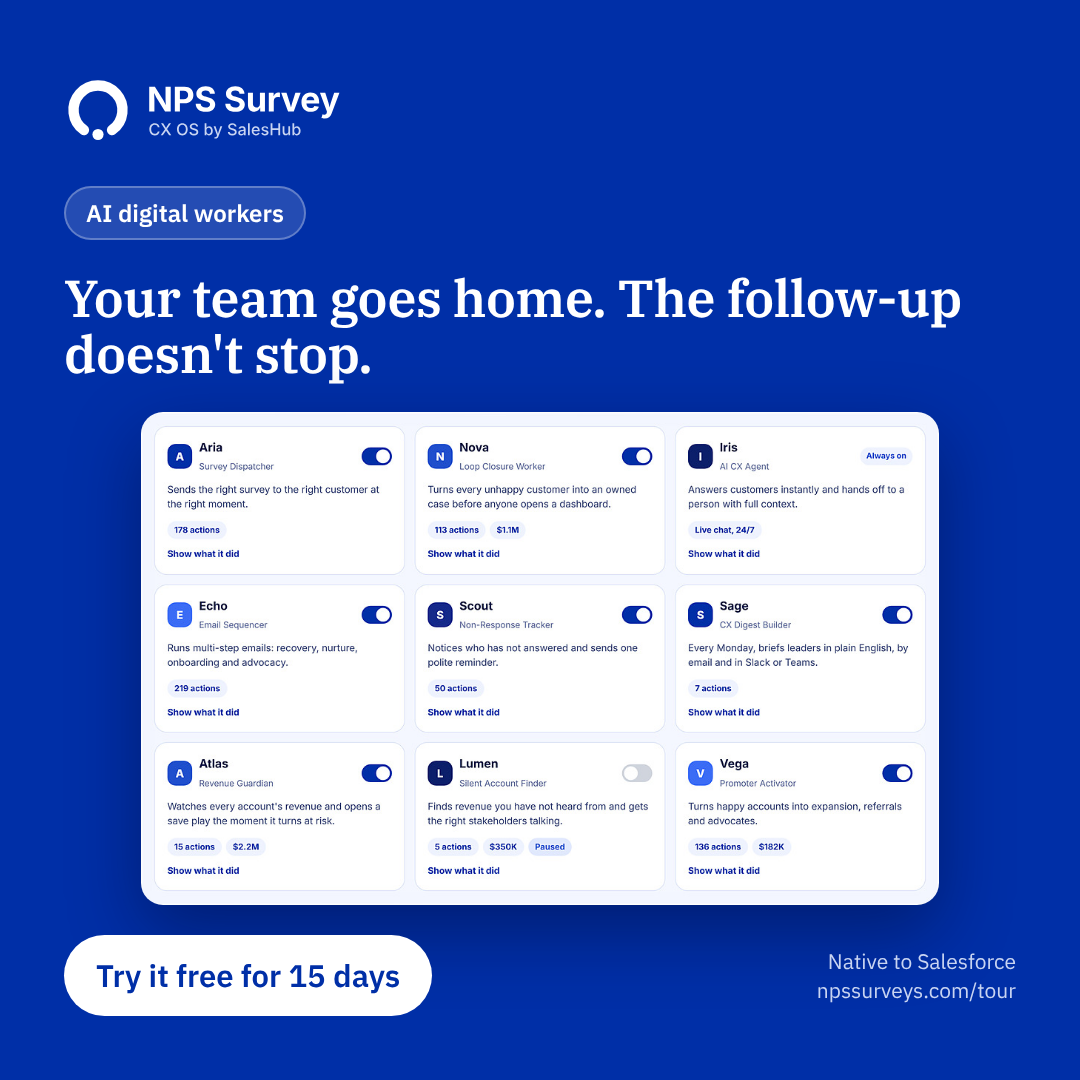 NPS Survey
CX OS by SalesHub
AI digital workers
Your team goes home. The follow-up
doesn't stop.
A
Aria
Survey Dispatcher
Sends the right survey to the right customer at
the right moment.
178 actions
Show what it did
N
Nova
Loop Closure Worker
Turns every unhappy customer into an owned
case before anyone opens a dashboard.
113 actions
$1.1M
Show what it did
I
Iris
AI CX Agent
Always on
Answers customers instantly and hands off to a
person with full context.
Live chat, 24/7
Show what it did
E
Echo
Email Sequencer
Runs multi-step emails: recovery, nurture,
onboarding and advocacy.
219 actions
Show what it did
S
Scout
Non-Response Tracker
Notices who has not answered and sends one
polite reminder.
50 actions
Show what it did
S
Sage
CX Digest Builder
Every Monday, briefs leaders in plain English, by
email and in Slack or Teams.
7 actions
Show what it did
A
Atlas
Revenue Guardian
Watches every account's revenue and opens a
save play the moment it turns at risk.
15 actions
$2.2M
Show what it did
L
Lumen
Silent Account Finder
Finds revenue you have not heard from and gets
the right stakeholders talking.
5 actions
$350K
Paused
Show what it did
V
Vega
Promoter Activator
Turns happy accounts into expansion, referrals
and advocates.
136 actions
$182K
Show what it did
Try it free for 15 days
Native to Salesforce
npssurveys.com/tour